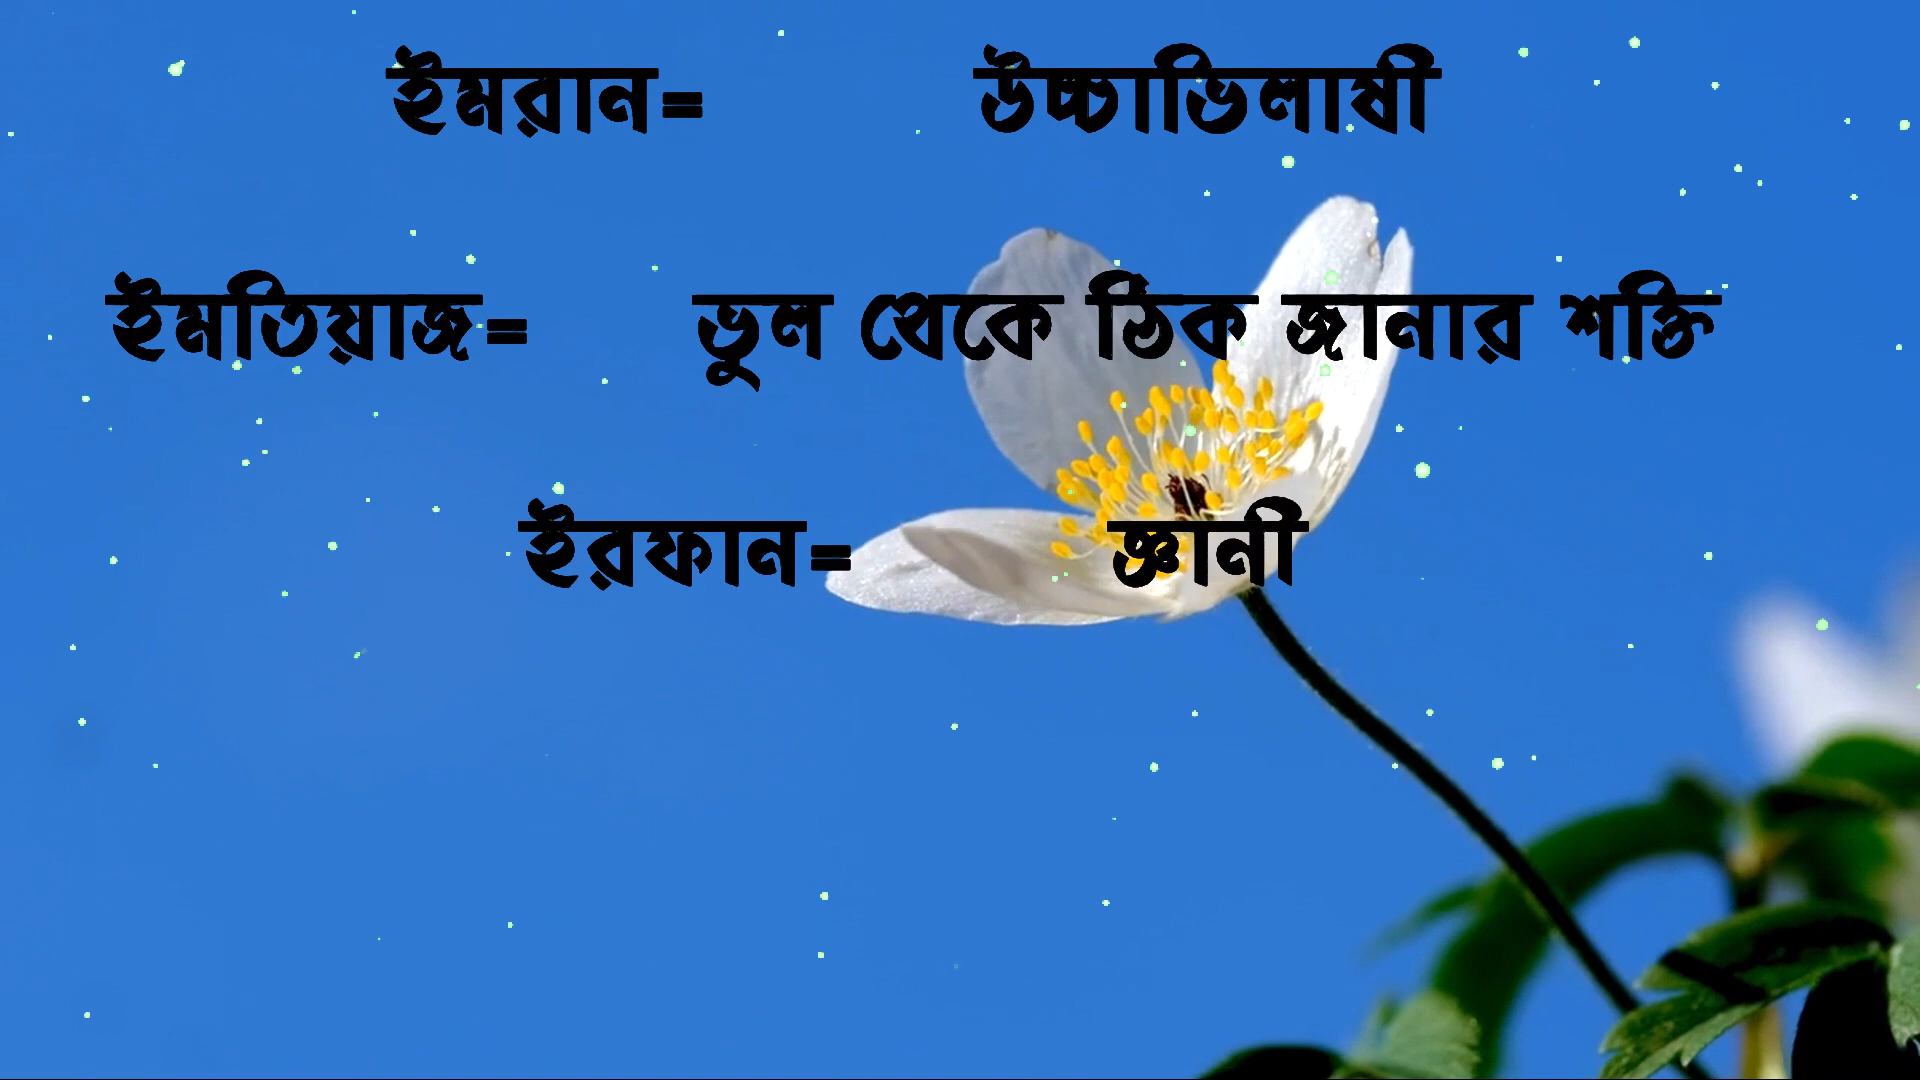 ইমরান= উচ্চাভিলাষী
ইমতিয়াজ= ভুল থেকে ঠিক জানার শক্তি
ইরফান= জ্ঞানী